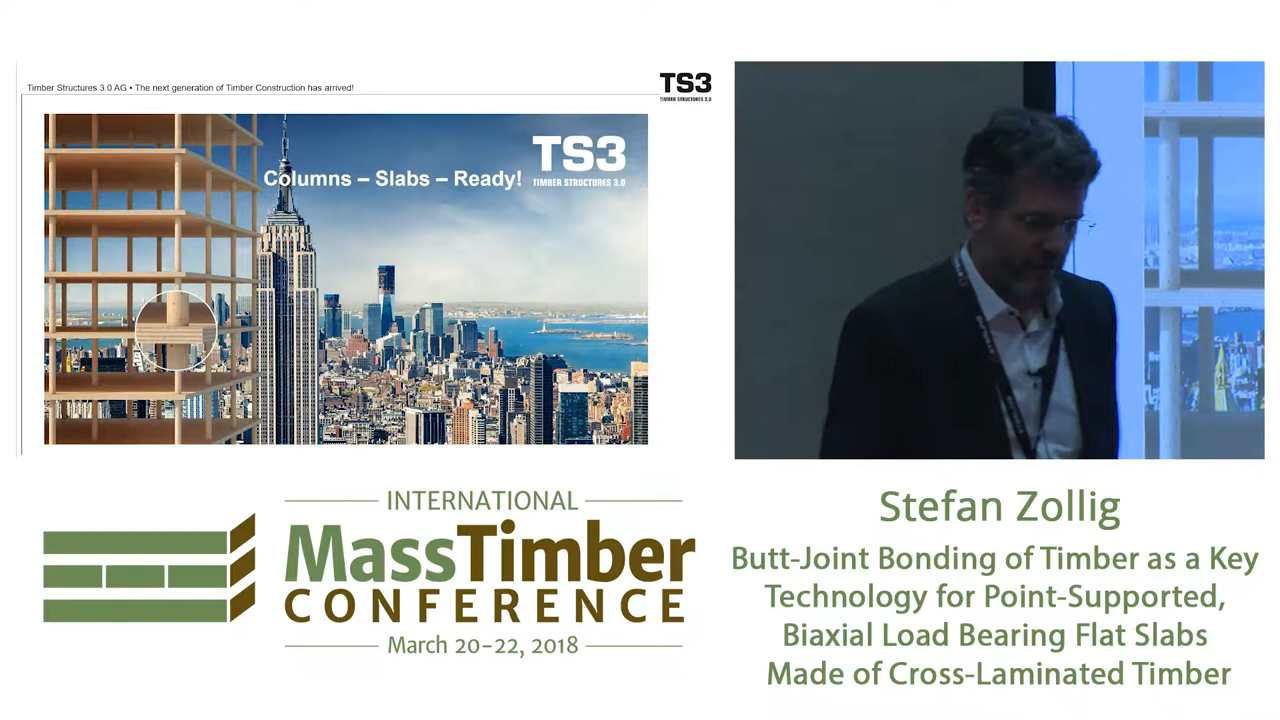 Timber Structures 3.0 AG • The next generation of Timber Construction has arrived!
TS3
TIMBER STRUCTURES 3.0
TS3
Columns – Slabs – Ready!
TIMBER STRUCTURES 3.0
INTERNATIONAL
MassTimber
CONFERENCE
March 20–22, 2018
Stefan Zollig
Butt-Joint Bonding of Timber as a Key
Technology for Point-Supported,
Biaxial Load Bearing Flat Slabs
Made of Cross-Laminated Timber